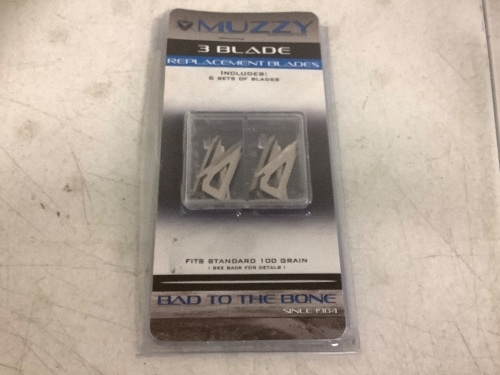 MUZZY
3 BLADE
REPLACEMENT BLADES
INCLUDES:
6 SETS OF BLADES
FITS STANDARD 100 GRAIN
( SEE BACK FOR DETAILS )
BAD TO THE BONE
SINCE 1984